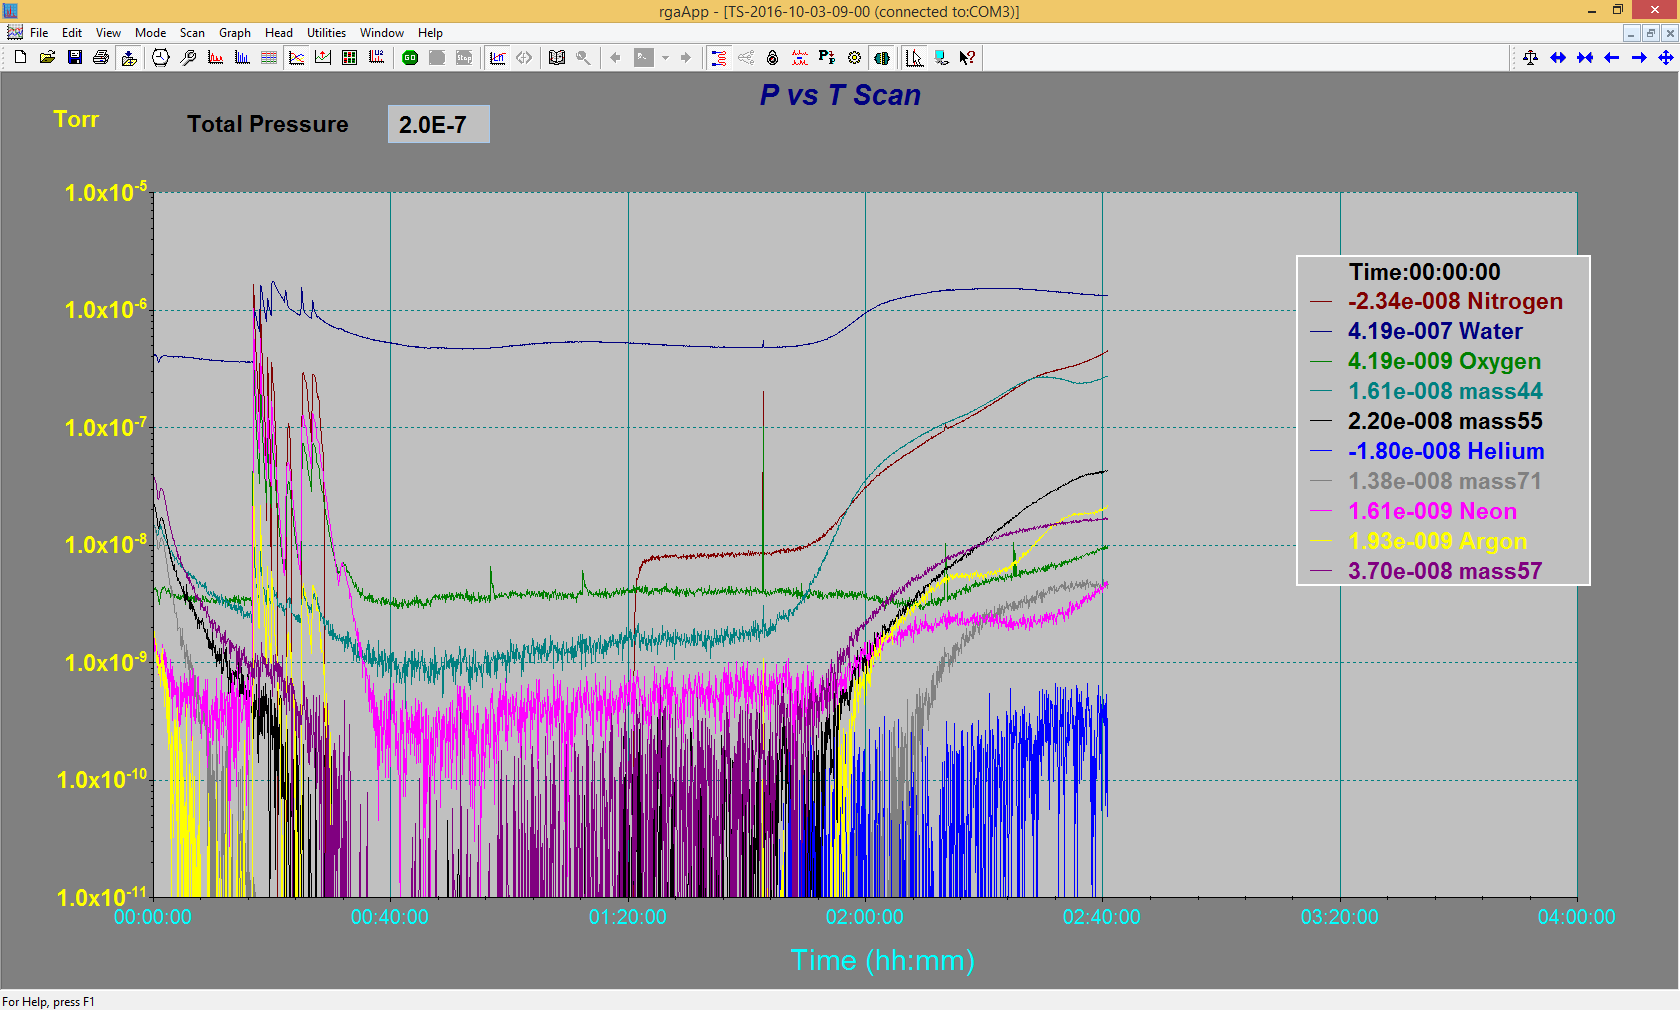 rgaApp - [TS-2016-10-03-09-00 (connected to:COM3)]
File Edit View Mode Scan Graph Head Utilities Window Help
GO Stop
P vs T Scan
Torr
Total Pressure 2.0E-7
1.0x10-5
1.0x10-6
1.0x10-7
1.0x10-8
1.0x10-9
1.0x10-10
1.0x10-11
Time:00:00:00
-2.34e-008 Nitrogen
4.19e-007 Water
4.19e-009 Oxygen
1.61e-008 mass44
2.20e-008 mass55
-1.80e-008 Helium
1.38e-008 mass71
1.61e-009 Neon
1.93e-009 Argon
3.70e-008 mass57
00:00:00 00:40:00 01:20:00 02:00:00 02:40:00 03:20:00 04:00:00
Time (hh:mm)
For Help, press F1